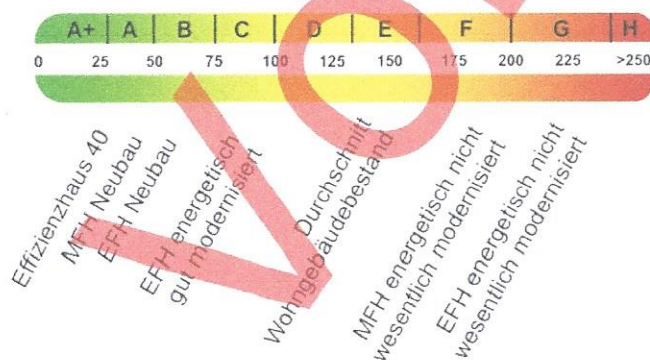 A+ A B C D E F G H
0 25 50 75 100 125 150 175 200 225 >250
Effizienzhaus 40
MFH Neubau
EFH Neubau
EFH energetisch
gut modernisiert
Durchschnitt
Wohngebäudebestand
MFH energetisch nicht
wesentlich modernisiert
EFH energetisch nicht
wesentlich modernisiert